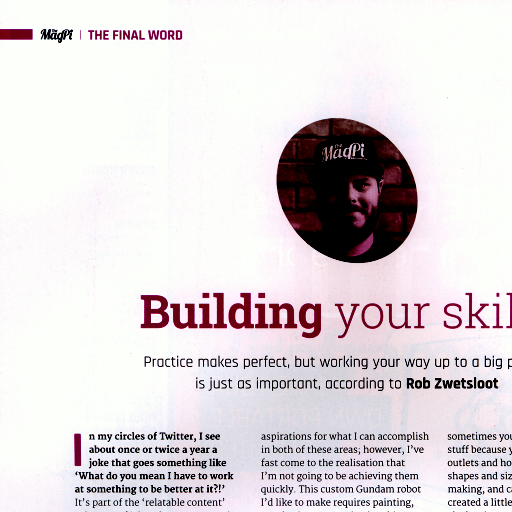 MagPi | THE FINAL WORD
The MagPi
Building your skil
Practice makes perfect, but working your way up to a big p
is just as important, according to Rob Zwetsloot
In my circles of Twitter, I see
about once or twice a year a
joke that goes something like
‘What do you mean I have to work
at something to be better at it?!’
It’s part of the ‘relatable content’
aspirations for what I can accomplish
in both of these areas; however, I’ve
fast come to the realisation that
I’m not going to be achieving them
quickly. This custom Gundam robot
I’d like to make requires painting,
sometimes you
stuff because y
outlets and ho
shapes and siz
making, and ca
created a little